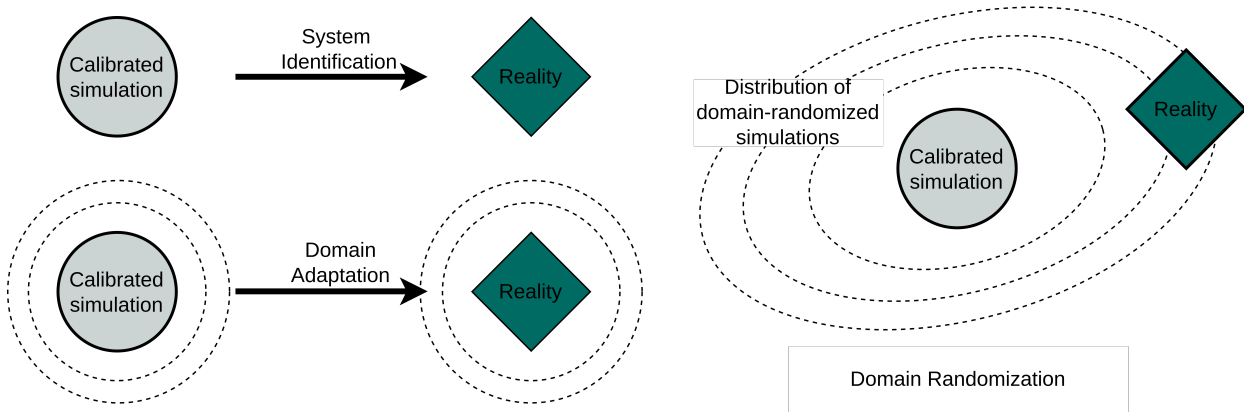 Calibrated
simulation
System
Identification
Reality
Calibrated
simulation
Domain
Adaptation
Reality
Distribution of
domain-randomized
simulations
Calibrated
simulation
Reality
Domain Randomization